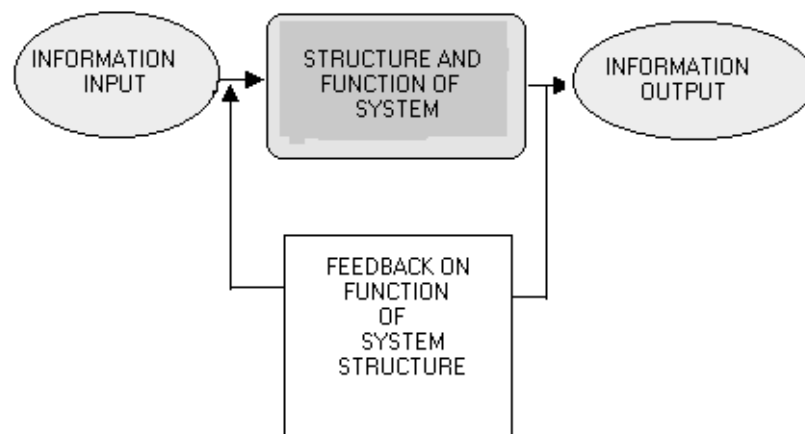 INFORMATION
INPUT
STRUCTURE AND
FUNCTION OF
SYSTEM
INFORMATION
OUTPUT
FEEDBACK ON
FUNCTION
OF
SYSTEM
STRUCTURE